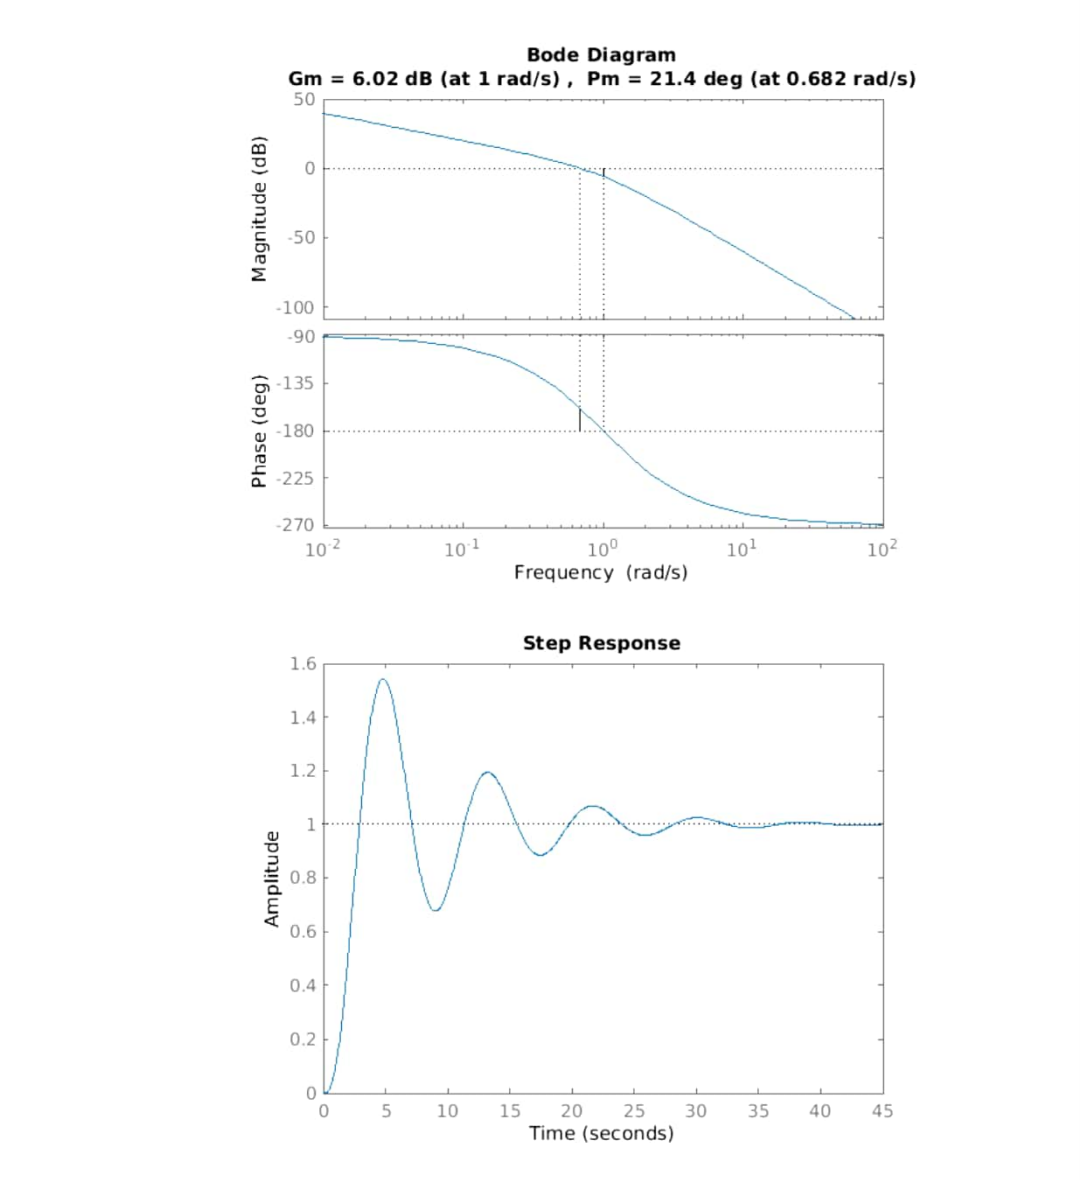 Bode Diagram
Gm = 6.02 dB (at 1 rad/s) ,  Pm = 21.4 deg (at 0.682 rad/s)
50
0
-50
-100
Magnitude (dB)
-90
-135
-180
-225
-270
Phase (deg)
10-2 10-1 100 101 102
Frequency  (rad/s)
Step Response
1.6
1.4
1.2
1
0.8
0.6
0.4
0.2
0
Amplitude
0 5 10 15 20 25 30 35 40 45
Time (seconds)